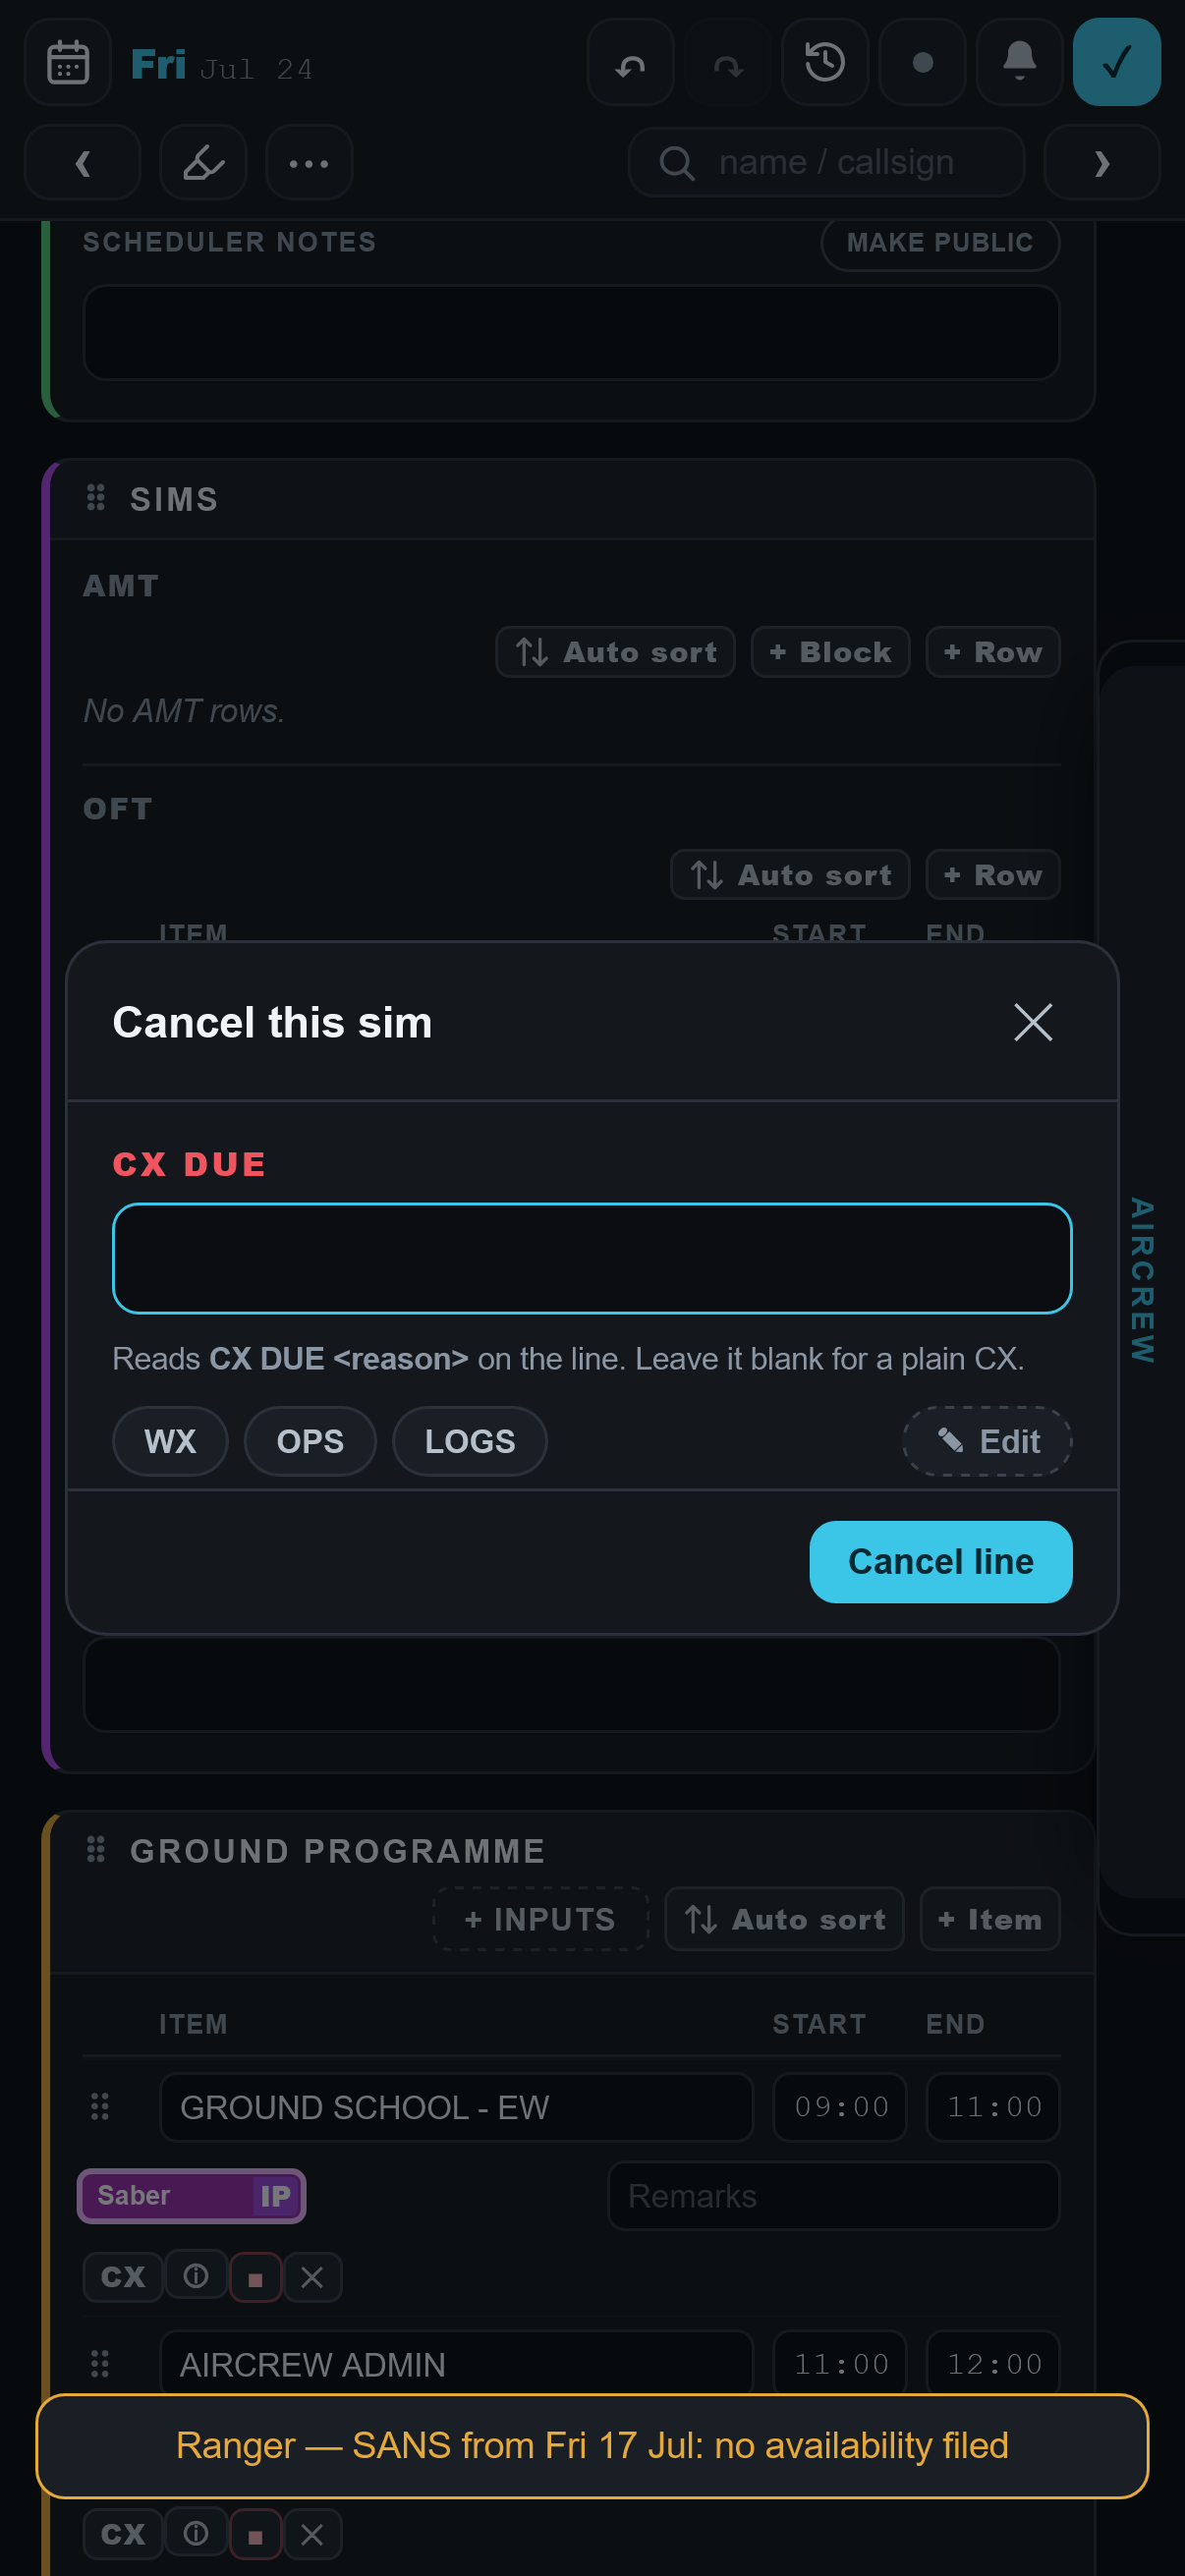 Fri Jul 24
name / callsign
SCHEDULER NOTES MAKE PUBLIC
SIMS
AMT
Auto sort + Block + Row
No AMT rows.
OFT
Auto sort + Row
ITEM START END
Cancel this sim
CX DUE
Reads CX DUE <reason> on the line. Leave it blank for a plain CX.
WX OPS LOGS Edit
Cancel line
AIRCREW
GROUND PROGRAMME
+ INPUTS Auto sort + Item
ITEM START END
GROUND SCHOOL - EW 09:00 11:00
Saber IP Remarks
CX
AIRCREW ADMIN 11:00 12:00
Ranger — SANS from Fri 17 Jul: no availability filed
CX